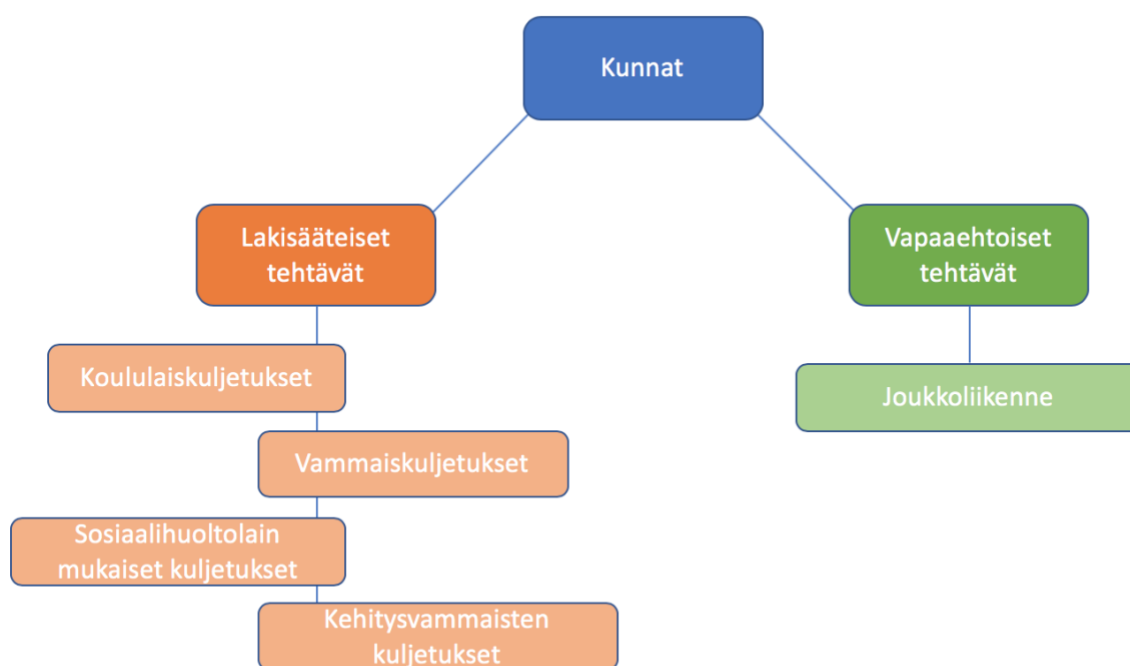 Kunnat
Lakisääteiset
tehtävät
Vapaaehtoiset
tehtävät
Koululaiskuljetukset
Joukkoliikenne
Vammaiskuljetukset
Sosiaalihuoltolain
mukaiset kuljetukset
Kehitysvammaisten
kuljetukset